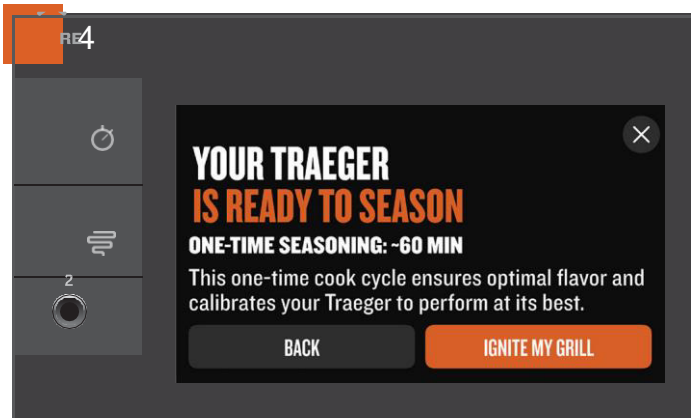 4
RE
YOUR TRAEGER
IS READY TO SEASON
ONE-TIME SEASONING: ~60 MIN
This one-time cook cycle ensures optimal flavor and
calibrates your Traeger to perform at its best.
2
BACK
IGNITE MY GRILL